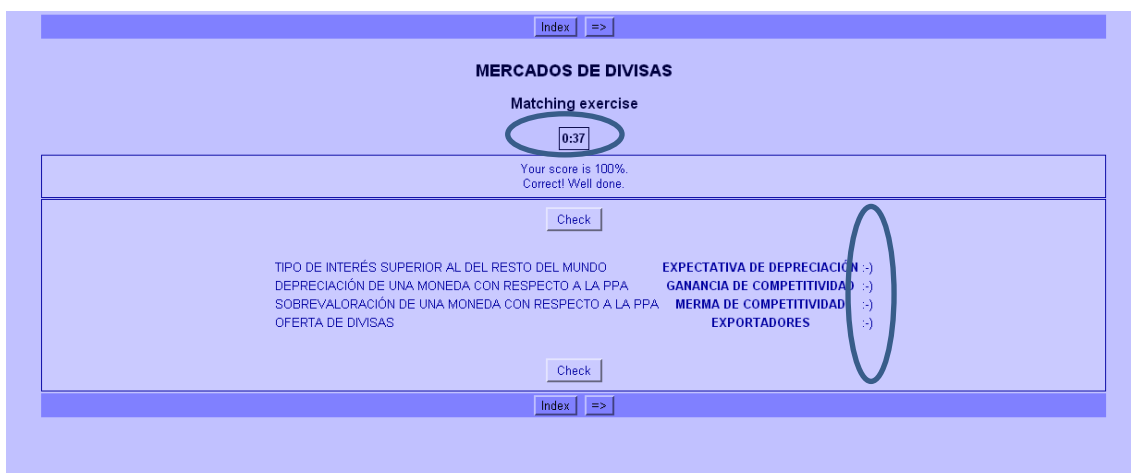 Index =>
MERCADOS DE DIVISAS
Matching exercise
0:37
Your score is 100%.
Correct! Well done.
Check
TIPO DE INTERÉS SUPERIOR AL DEL RESTO DEL MUNDO EXPECTATIVA DE DEPRECIACIÓN :-)
DEPRECIACIÓN DE UNA MONEDA CON RESPECTO A LA PPA GANANCIA DE COMPETITIVIDAD :-)
SOBREVALORACIÓN DE UNA MONEDA CON RESPECTO A LA PPA MERMA DE COMPETITIVIDAD :-)
OFERTA DE DIVISAS EXPORTADORES :-)
Check
Index =>